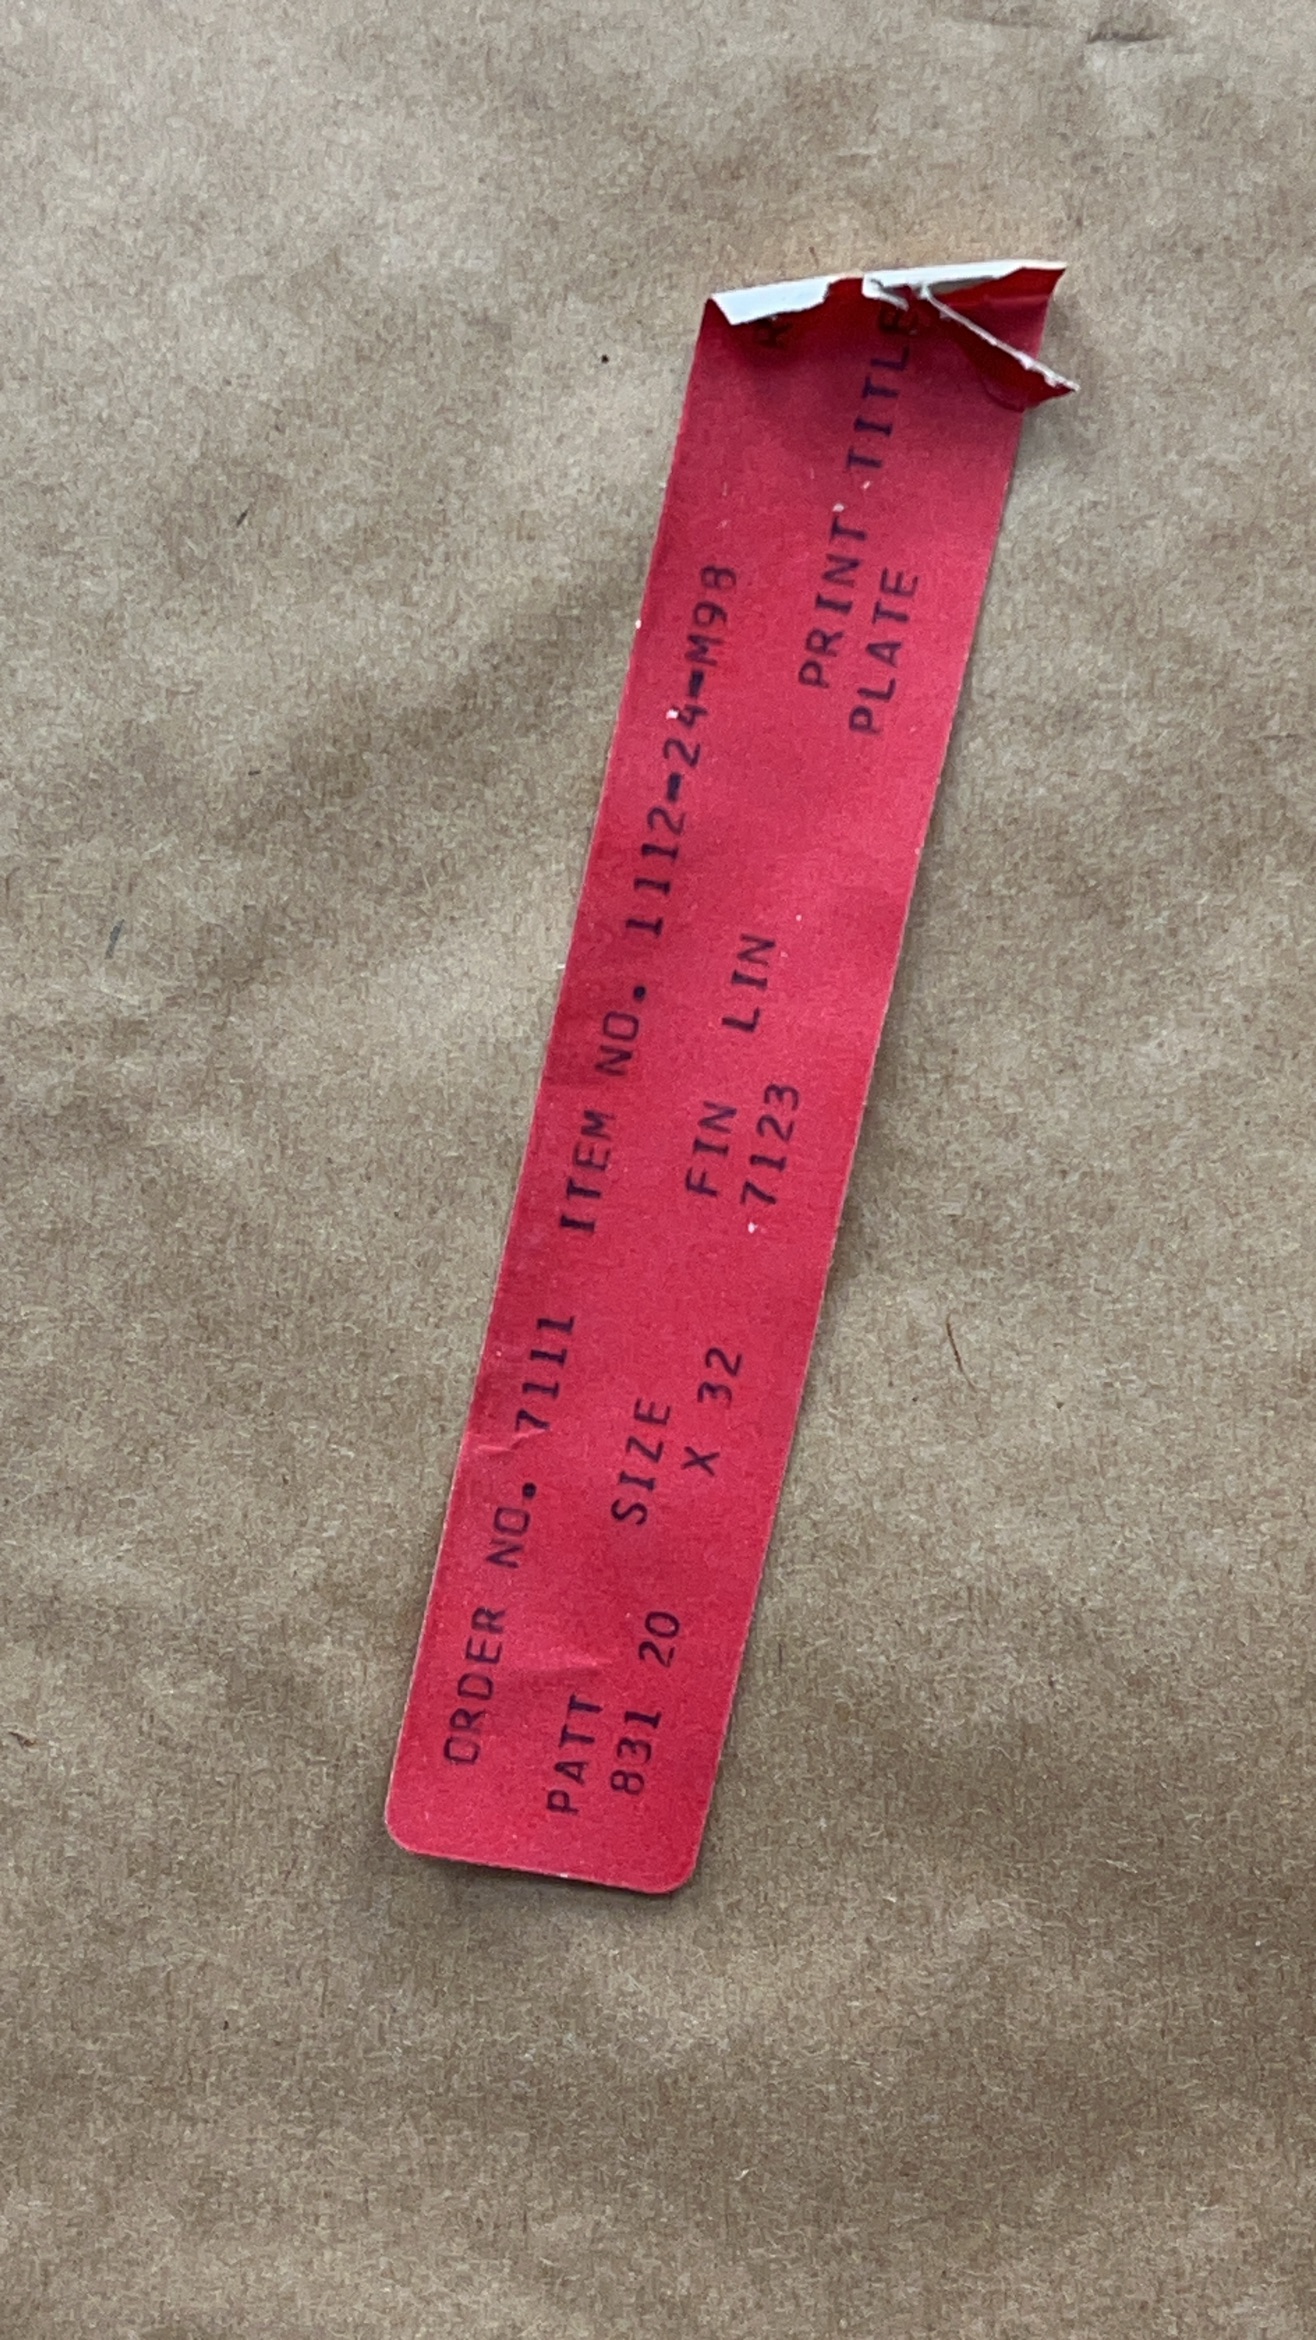 ORDER NO. 7111 ITEM NO. 1112-24-M98
PATT SIZE FIN LIN PRINT TITLE
831 20 X 32 7123 PLATE